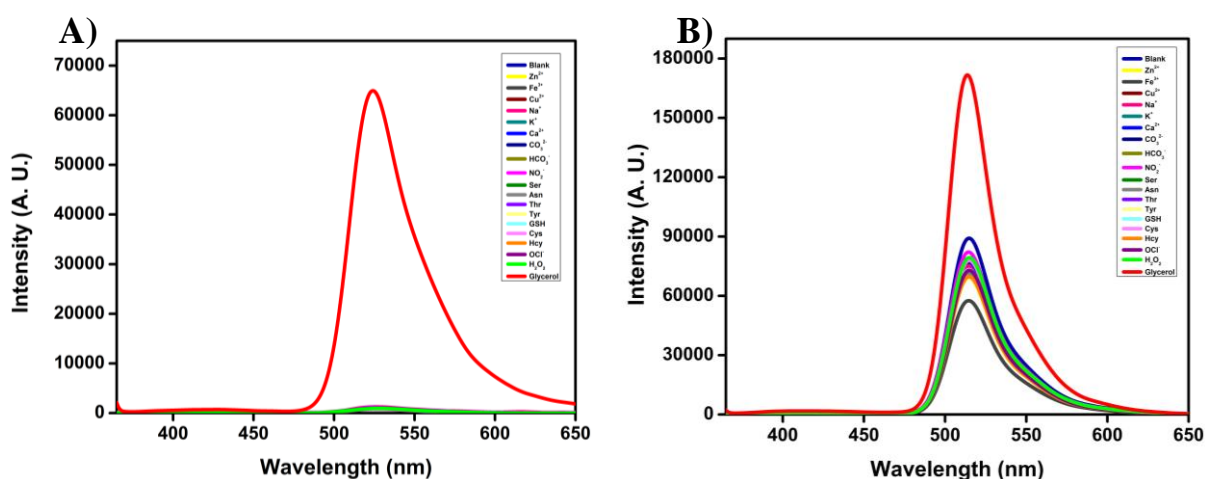 A)
70000
60000
50000
40000
30000
20000
10000
0
Intensity (A. U.)
400 450 500 550 600 650
Wavelength (nm)
Blank
Zn²⁺
Fe³⁺
Cu²⁺
Na⁺
K⁺
Ca²⁺
CO₃²⁻
HCO₃⁻
NO₂⁻
Ser
Asn
Thr
Tyr
GSH
Cys
Hcy
OCl⁻
H₂O₂
Glycerol
B)
180000
150000
120000
90000
60000
30000
0
Intensity (A. U.)
400 450 500 550 600 650
Wavelength (nm)
Blank
Zn²⁺
Fe³⁺
Cu²⁺
Na⁺
K⁺
Ca²⁺
CO₃²⁻
HCO₃⁻
NO₂⁻
Ser
Asn
Thr
Tyr
GSH
Cys
Hcy
OCl⁻
H₂O₂
Glycerol